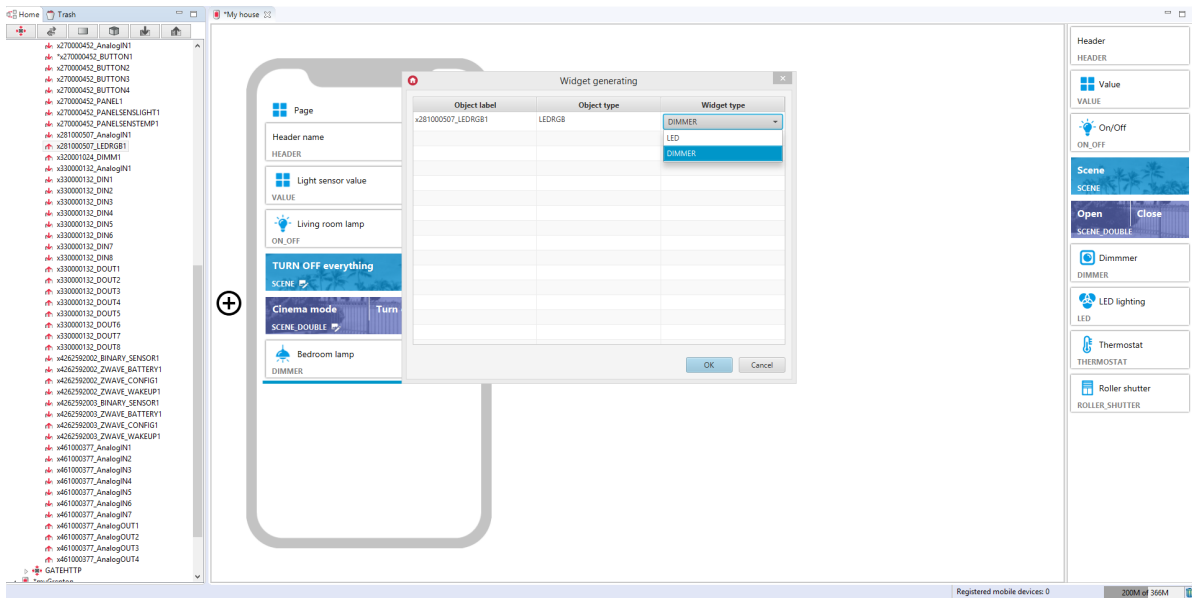 Home
Trash
*My house
x270000452_AnalogIN1
*x270000452_BUTTON1
x270000452_BUTTON2
x270000452_BUTTON3
x270000452_BUTTON4
x270000452_PANEL1
x270000452_PANELSENSLIGHT1
x270000452_PANELSENSTEMP1
x281000507_AnalogIN1
x281000507_LEDRGB1
x320001024_DIMM1
x330000132_AnalogIN1
x330000132_DIN1
x330000132_DIN2
x330000132_DIN3
x330000132_DIN4
x330000132_DIN5
x330000132_DIN6
x330000132_DIN7
x330000132_DIN8
x330000132_DOUT1
x330000132_DOUT2
x330000132_DOUT3
x330000132_DOUT4
x330000132_DOUT5
x330000132_DOUT6
x330000132_DOUT7
x330000132_DOUT8
x4262592002_BINARY_SENSOR1
x4262592002_ZWAVE_BATTERY1
x4262592002_ZWAVE_CONFIG1
x4262592002_ZWAVE_WAKEUP1
x4262592003_BINARY_SENSOR1
x4262592003_ZWAVE_BATTERY1
x4262592003_ZWAVE_CONFIG1
x4262592003_ZWAVE_WAKEUP1
x461000377_AnalogIN1
x461000377_AnalogIN2
x461000377_AnalogIN3
x461000377_AnalogIN4
x461000377_AnalogIN5
x461000377_AnalogIN6
x461000377_AnalogIN7
x461000377_AnalogOUT1
x461000377_AnalogOUT2
x461000377_AnalogOUT3
x461000377_AnalogOUT4
GATEHTTP
*myGrenton
Page
Header name
HEADER
Light sensor value
VALUE
Living room lamp
ON_OFF
TURN OFF everything
SCENE
Cinema mode Turn
SCENE_DOUBLE
Bedroom lamp
DIMMER
Widget generating
Object label Object type Widget type
x281000507_LEDRGB1 LEDRGB DIMMER
LED
DIMMER
OK Cancel
Header
HEADER
Value
VALUE
On/Off
ON_OFF
Scene
SCENE
Open Close
SCENE_DOUBLE
Dimmmer
DIMMER
LED lighting
LED
Thermostat
THERMOSTAT
Roller shutter
ROLLER_SHUTTER
Registered mobile devices: 0
200M of 366M